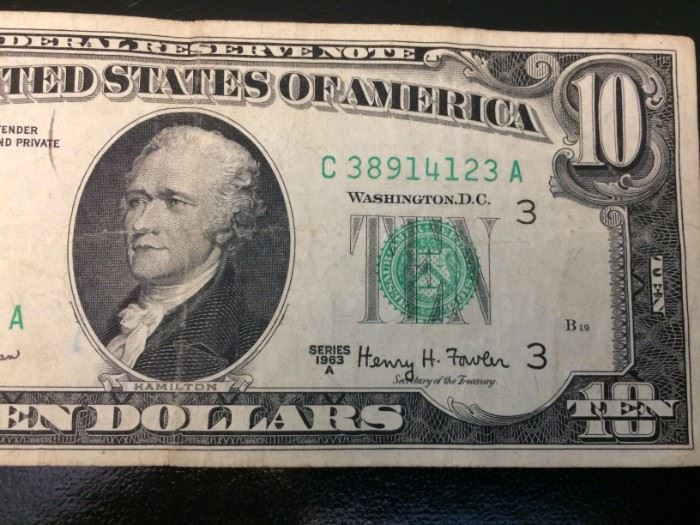 DERAL RESERVE NOTE
TED STATES OF AMERICA
10
TENDER
ND PRIVATE
C 38914123 A
WASHINGTON, D.C.
3
TEN
TEN
A
B 19
SERIES
1963
A
Henry H. Fowler
3
Secretary of the Treasury.
HAMILTON
EN DOLLARS
TEN
10